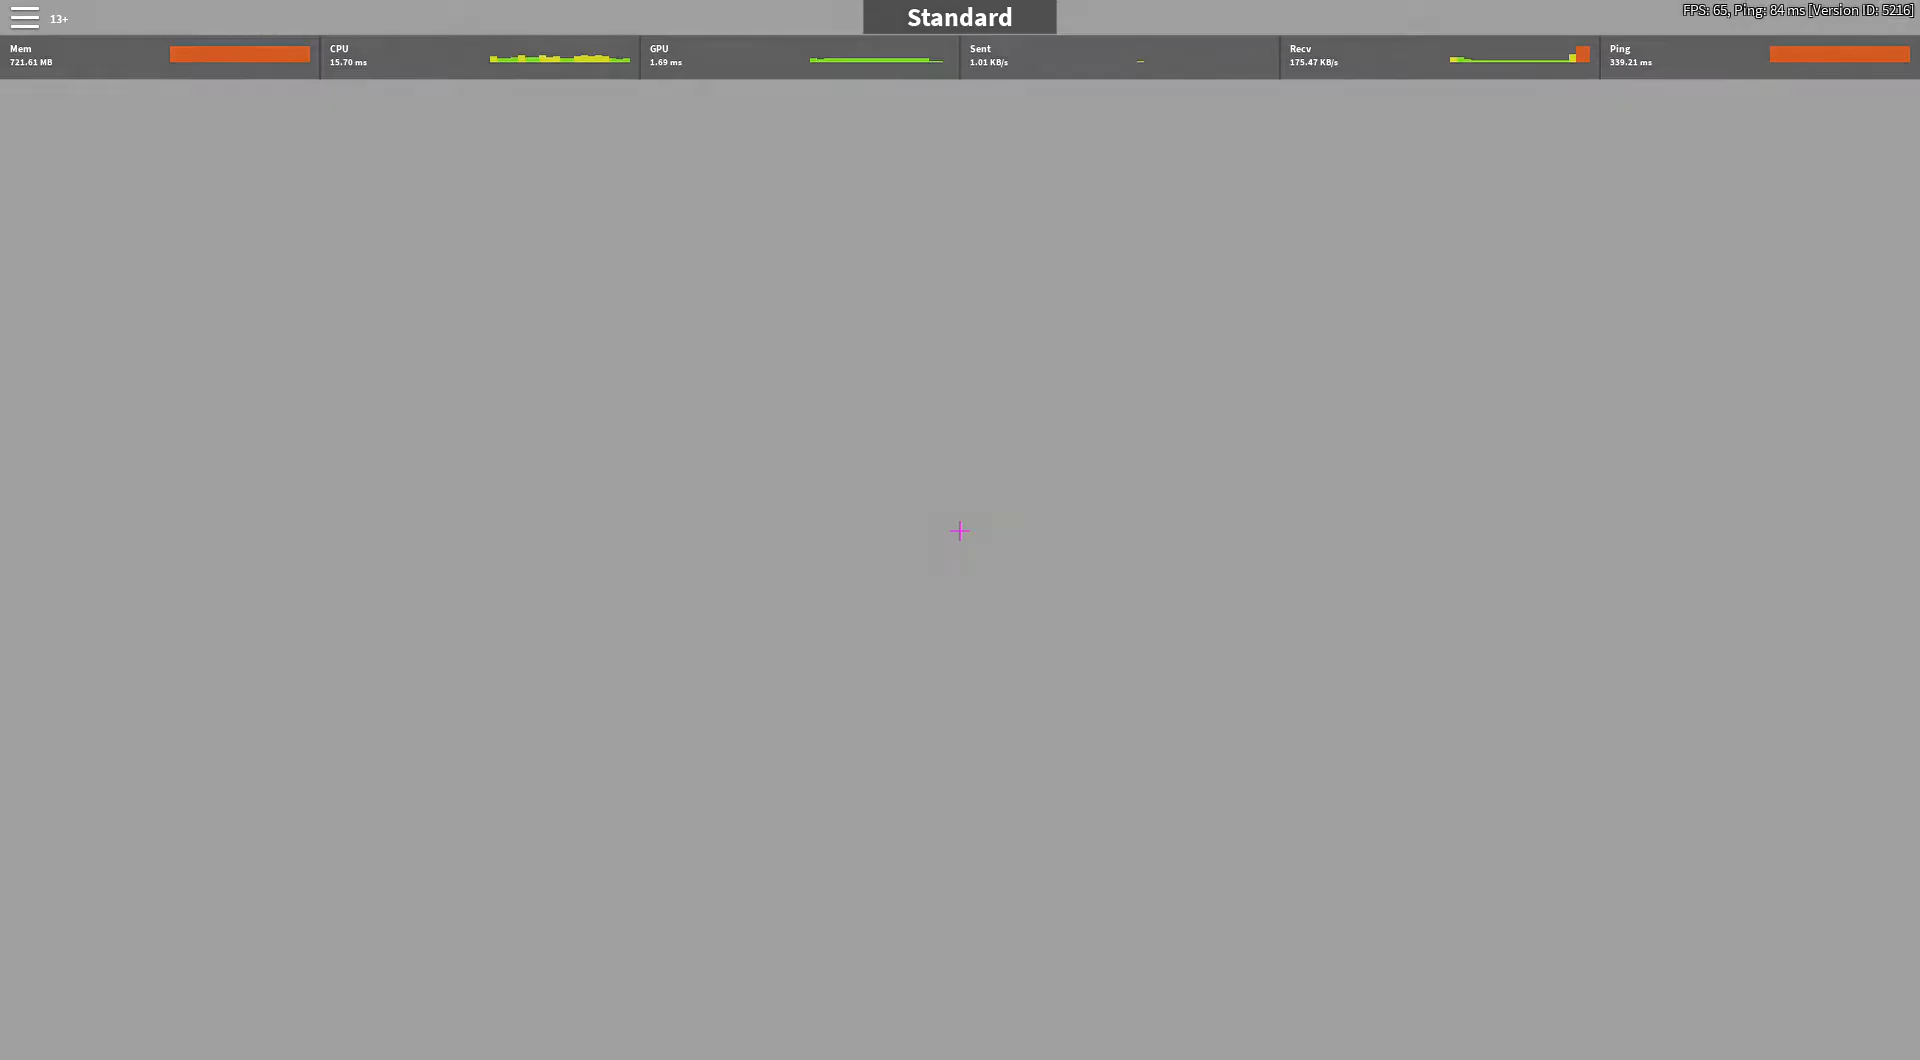 13+
Standard
FPS: 65, Ping: 84 ms [Version ID: 5216]
Mem
721.61 MB
CPU
15.70 ms
GPU
1.69 ms
Sent
1.01 KB/s
Recv
175.47 KB/s
Ping
339.21 ms